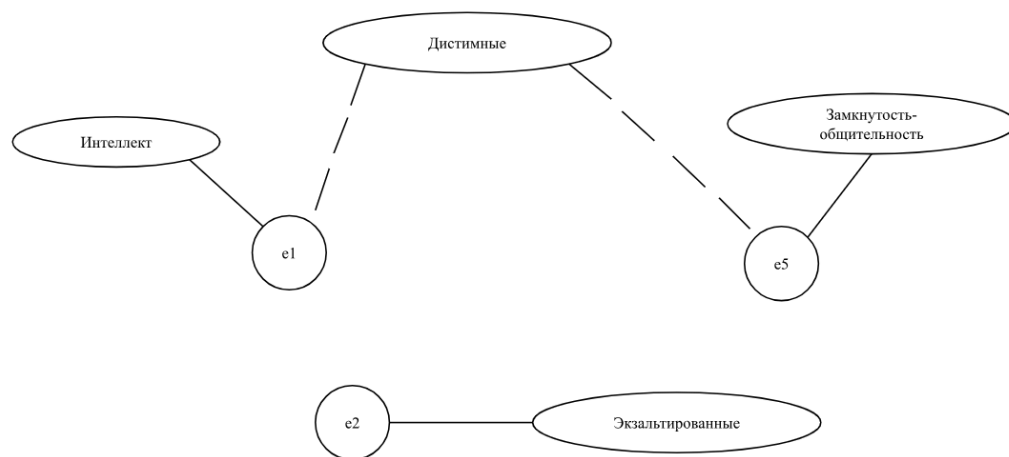 Дистимные
Замкнутость-
общительность
Интеллект
e1
e5
e2
Экзальтированные